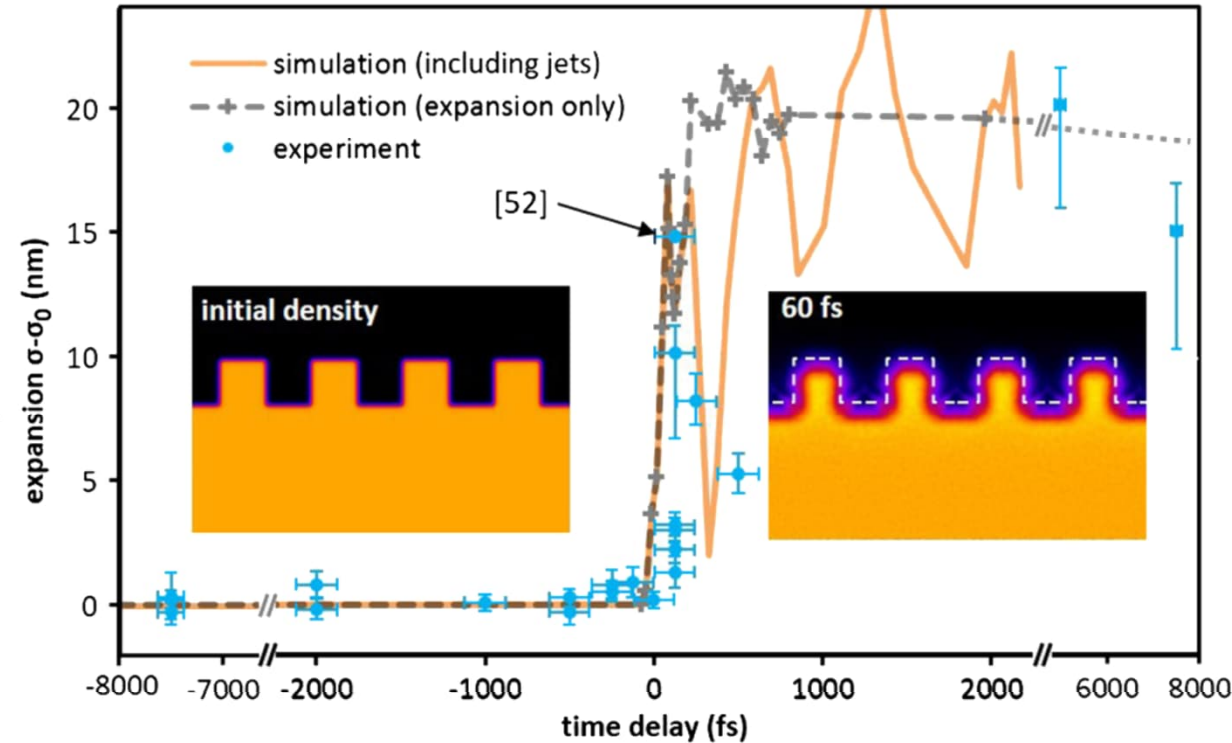 simulation (including jets)
simulation (expansion only)
experiment
[52]
initial density
60 fs
20
15
10
5
0
expansion σ-σ0 (nm)
-8000 -7000 -2000 -1000 0 1000 2000 6000 8000
time delay (fs)